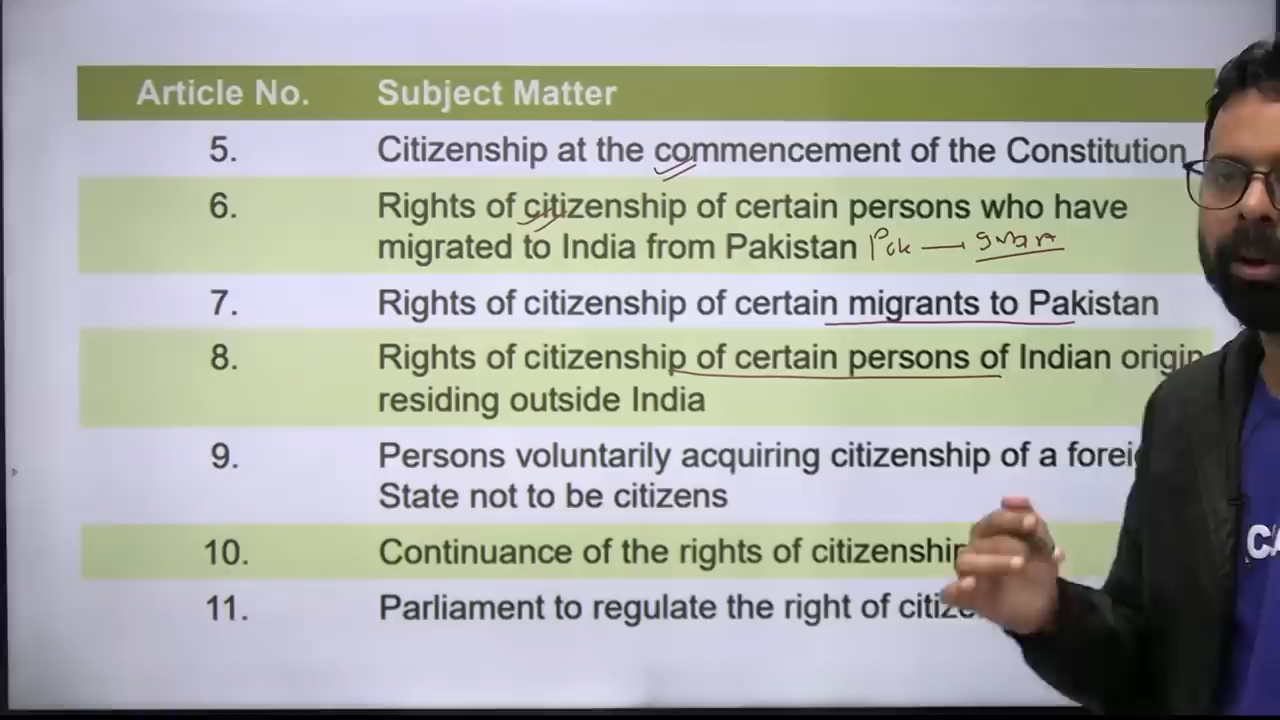 Article No. Subject Matter
5. Citizenship at the commencement of the Constitution
6. Rights of citizenship of certain persons who have
migrated to India from Pakistan Pak →
7. Rights of citizenship of certain migrants to Pakistan
8. Rights of citizenship of certain persons of Indian origin
residing outside India
9. Persons voluntarily acquiring citizenship of a
State not to be citizens
10. Continuance of the rights of
11. Parliament to regulate the right of